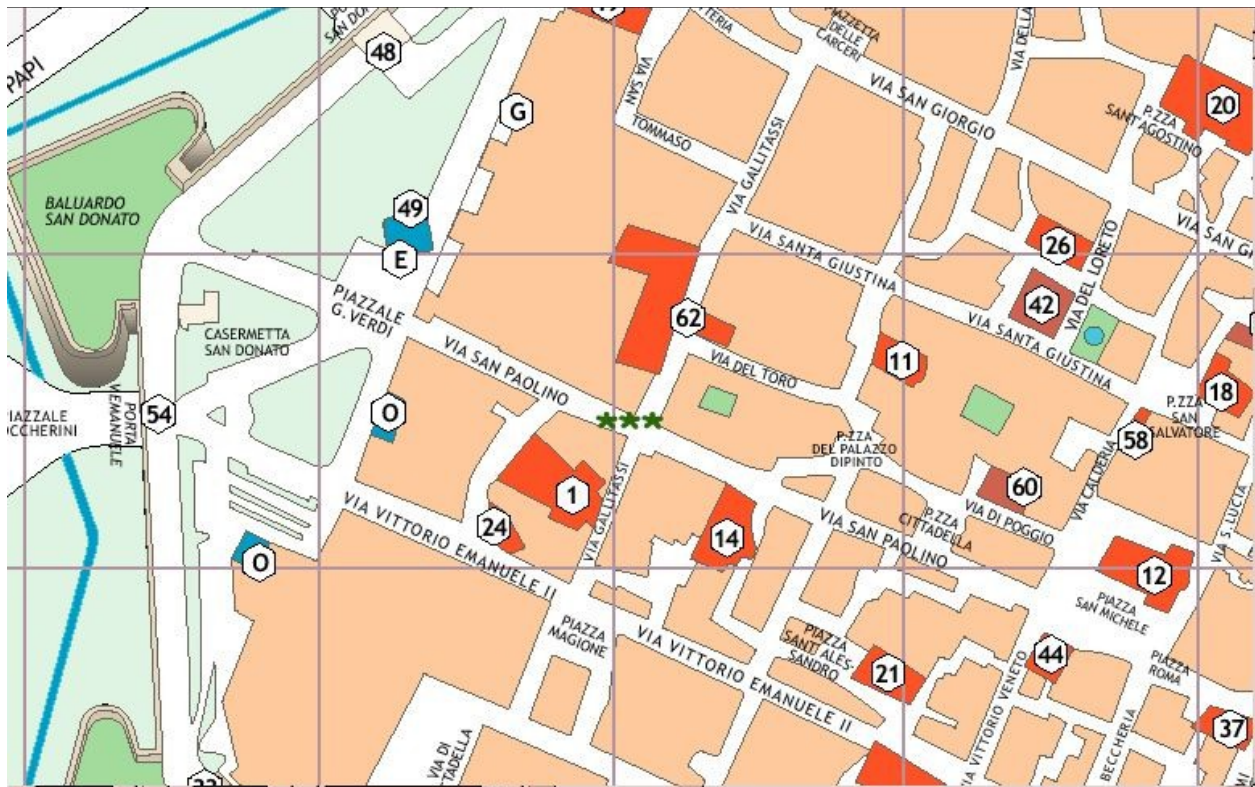 48
G
VIA SAN
TOMMASO
PIAZZETTA
DELLE
CARCERI
VIA SAN GIORGIO
VIA DELLA
P.ZZA
SANT'AGOSTINO
20
PAPI
BALUARDO
SAN DONATO
49
E
VIA GALLITASSI
VIA SANTA GIUSTINA
26
42
VIA DEL LORETO
PIAZZALE
G. VERDI
CASERMETTA
SAN DONATO
62
VIA SAN PAOLINO
VIA DEL TORO
11
VIA SANTA GIUSTINA
18
P.ZZA
SAN
SALVATORE
58
54
PORTA
O
***
P.ZZA
DEL PALAZZO
DIPINTO
VIA CALDERIA
60
VIA DI POGGIO
P.ZZA
CITTADELLA
1
24
VIA GALLITASSI
14
VIA SAN PAOLINO
VIA S. LUCIA
VIA VITTORIO EMANUELE II
O
12
PIAZZA
SAN MICHELE
PIAZZA
MAGIONE
VIA VITTORIO EMANUELE II
PIAZZA
SANT'ALES-
SANDRO
21
44
PIAZZA
ROMA
VIA VITTORIO VENETO
BECCHERIA
37
VIA DI